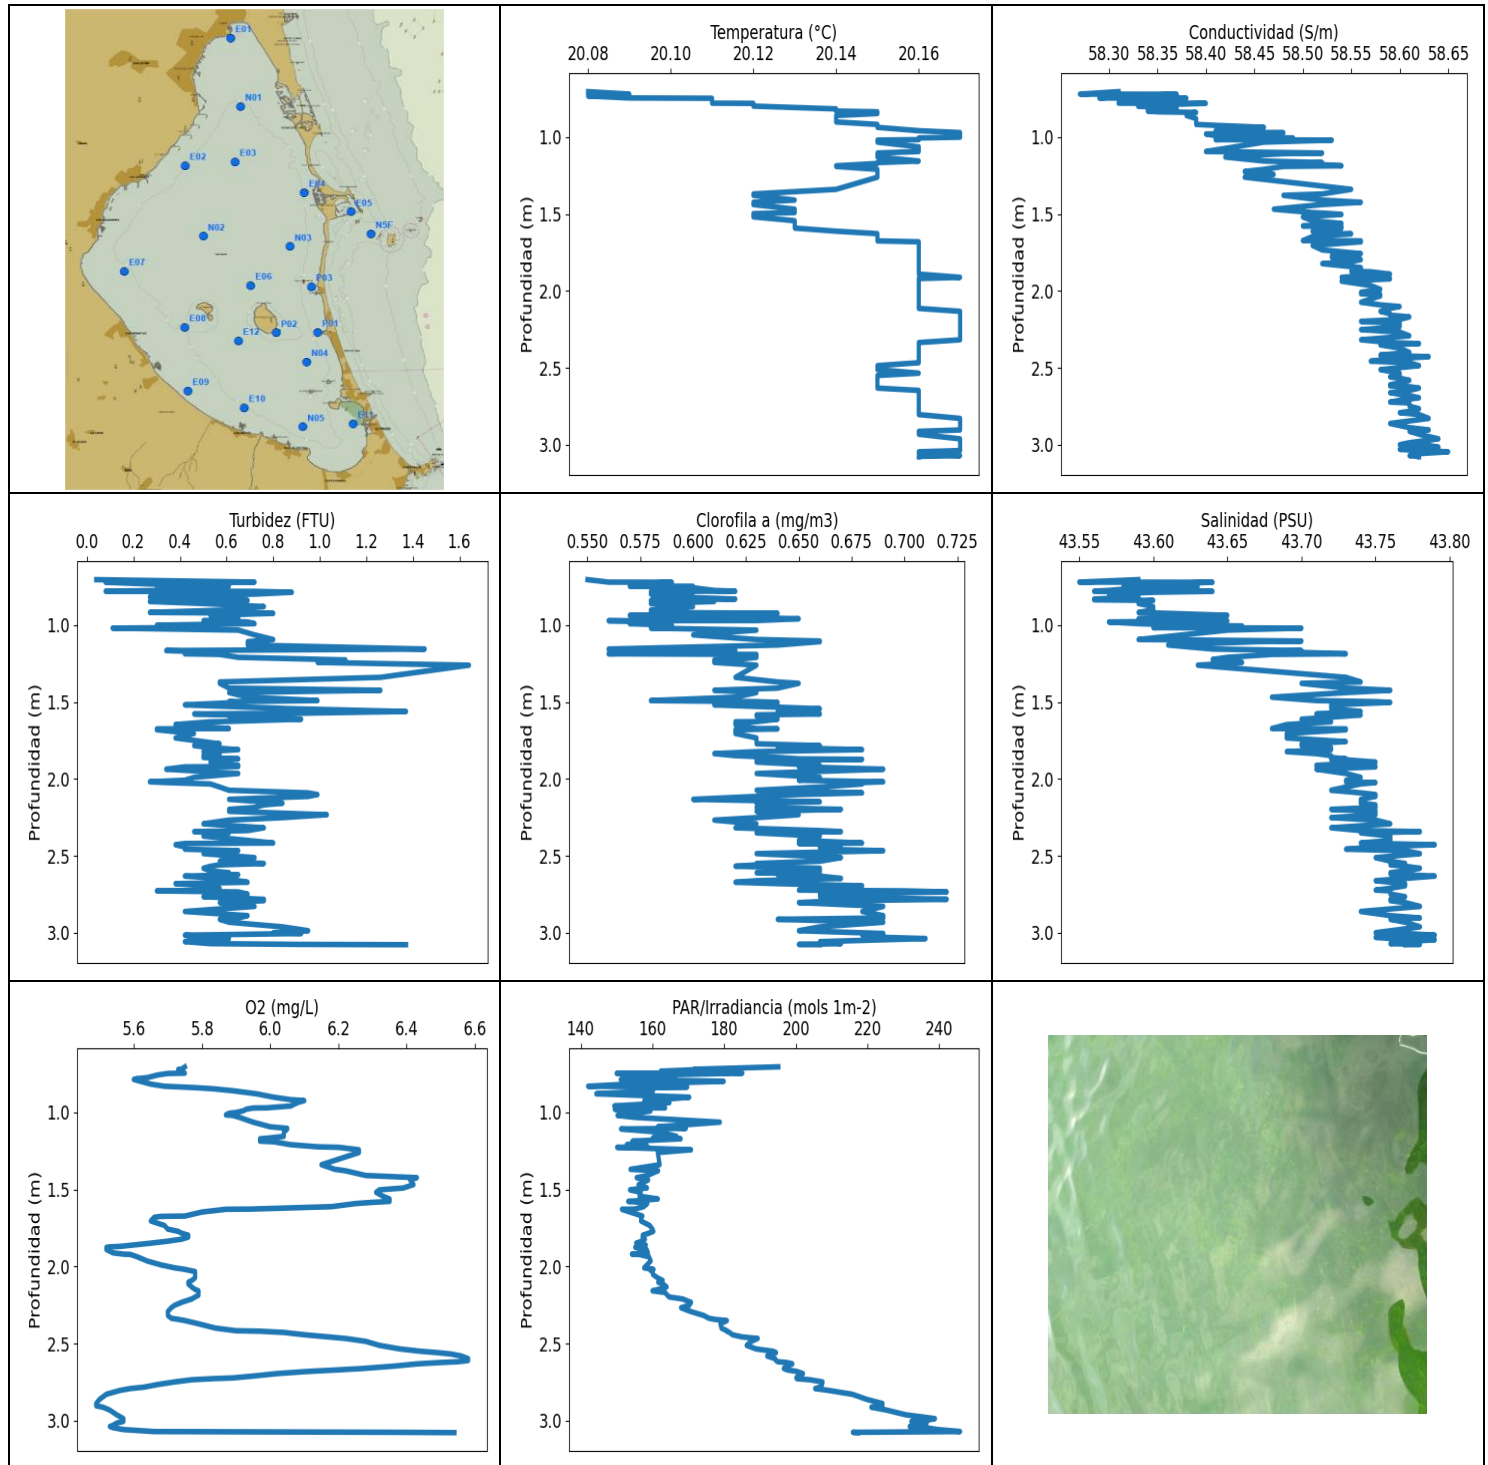 E01
N01
E02
E03
E04
E05
N5F
N02
N03
E07
E06
P03
E08
E12
P02
P01
N04
E09
E10
N05
E11
Temperatura (°C)
20.08 20.10 20.12 20.14 20.16
Profundidad (m)
1.0
1.5
2.0
2.5
3.0
Conductividad (S/m)
58.30 58.35 58.40 58.45 58.50 58.55 58.60 58.65
Profundidad (m)
1.0
1.5
2.0
2.5
3.0
Turbidez (FTU)
0.0 0.2 0.4 0.6 0.8 1.0 1.2 1.4 1.6
Profundidad (m)
1.0
1.5
2.0
2.5
3.0
Clorofila a (mg/m3)
0.550 0.575 0.600 0.625 0.650 0.675 0.700 0.725
Profundidad (m)
1.0
1.5
2.0
2.5
3.0
Salinidad (PSU)
43.55 43.60 43.65 43.70 43.75 43.80
Profundidad (m)
1.0
1.5
2.0
2.5
3.0
O2 (mg/L)
5.6 5.8 6.0 6.2 6.4 6.6
Profundidad (m)
1.0
1.5
2.0
2.5
3.0
PAR/Irradiancia (mols 1m-2)
140 160 180 200 220 240
Profundidad (m)
1.0
1.5
2.0
2.5
3.0